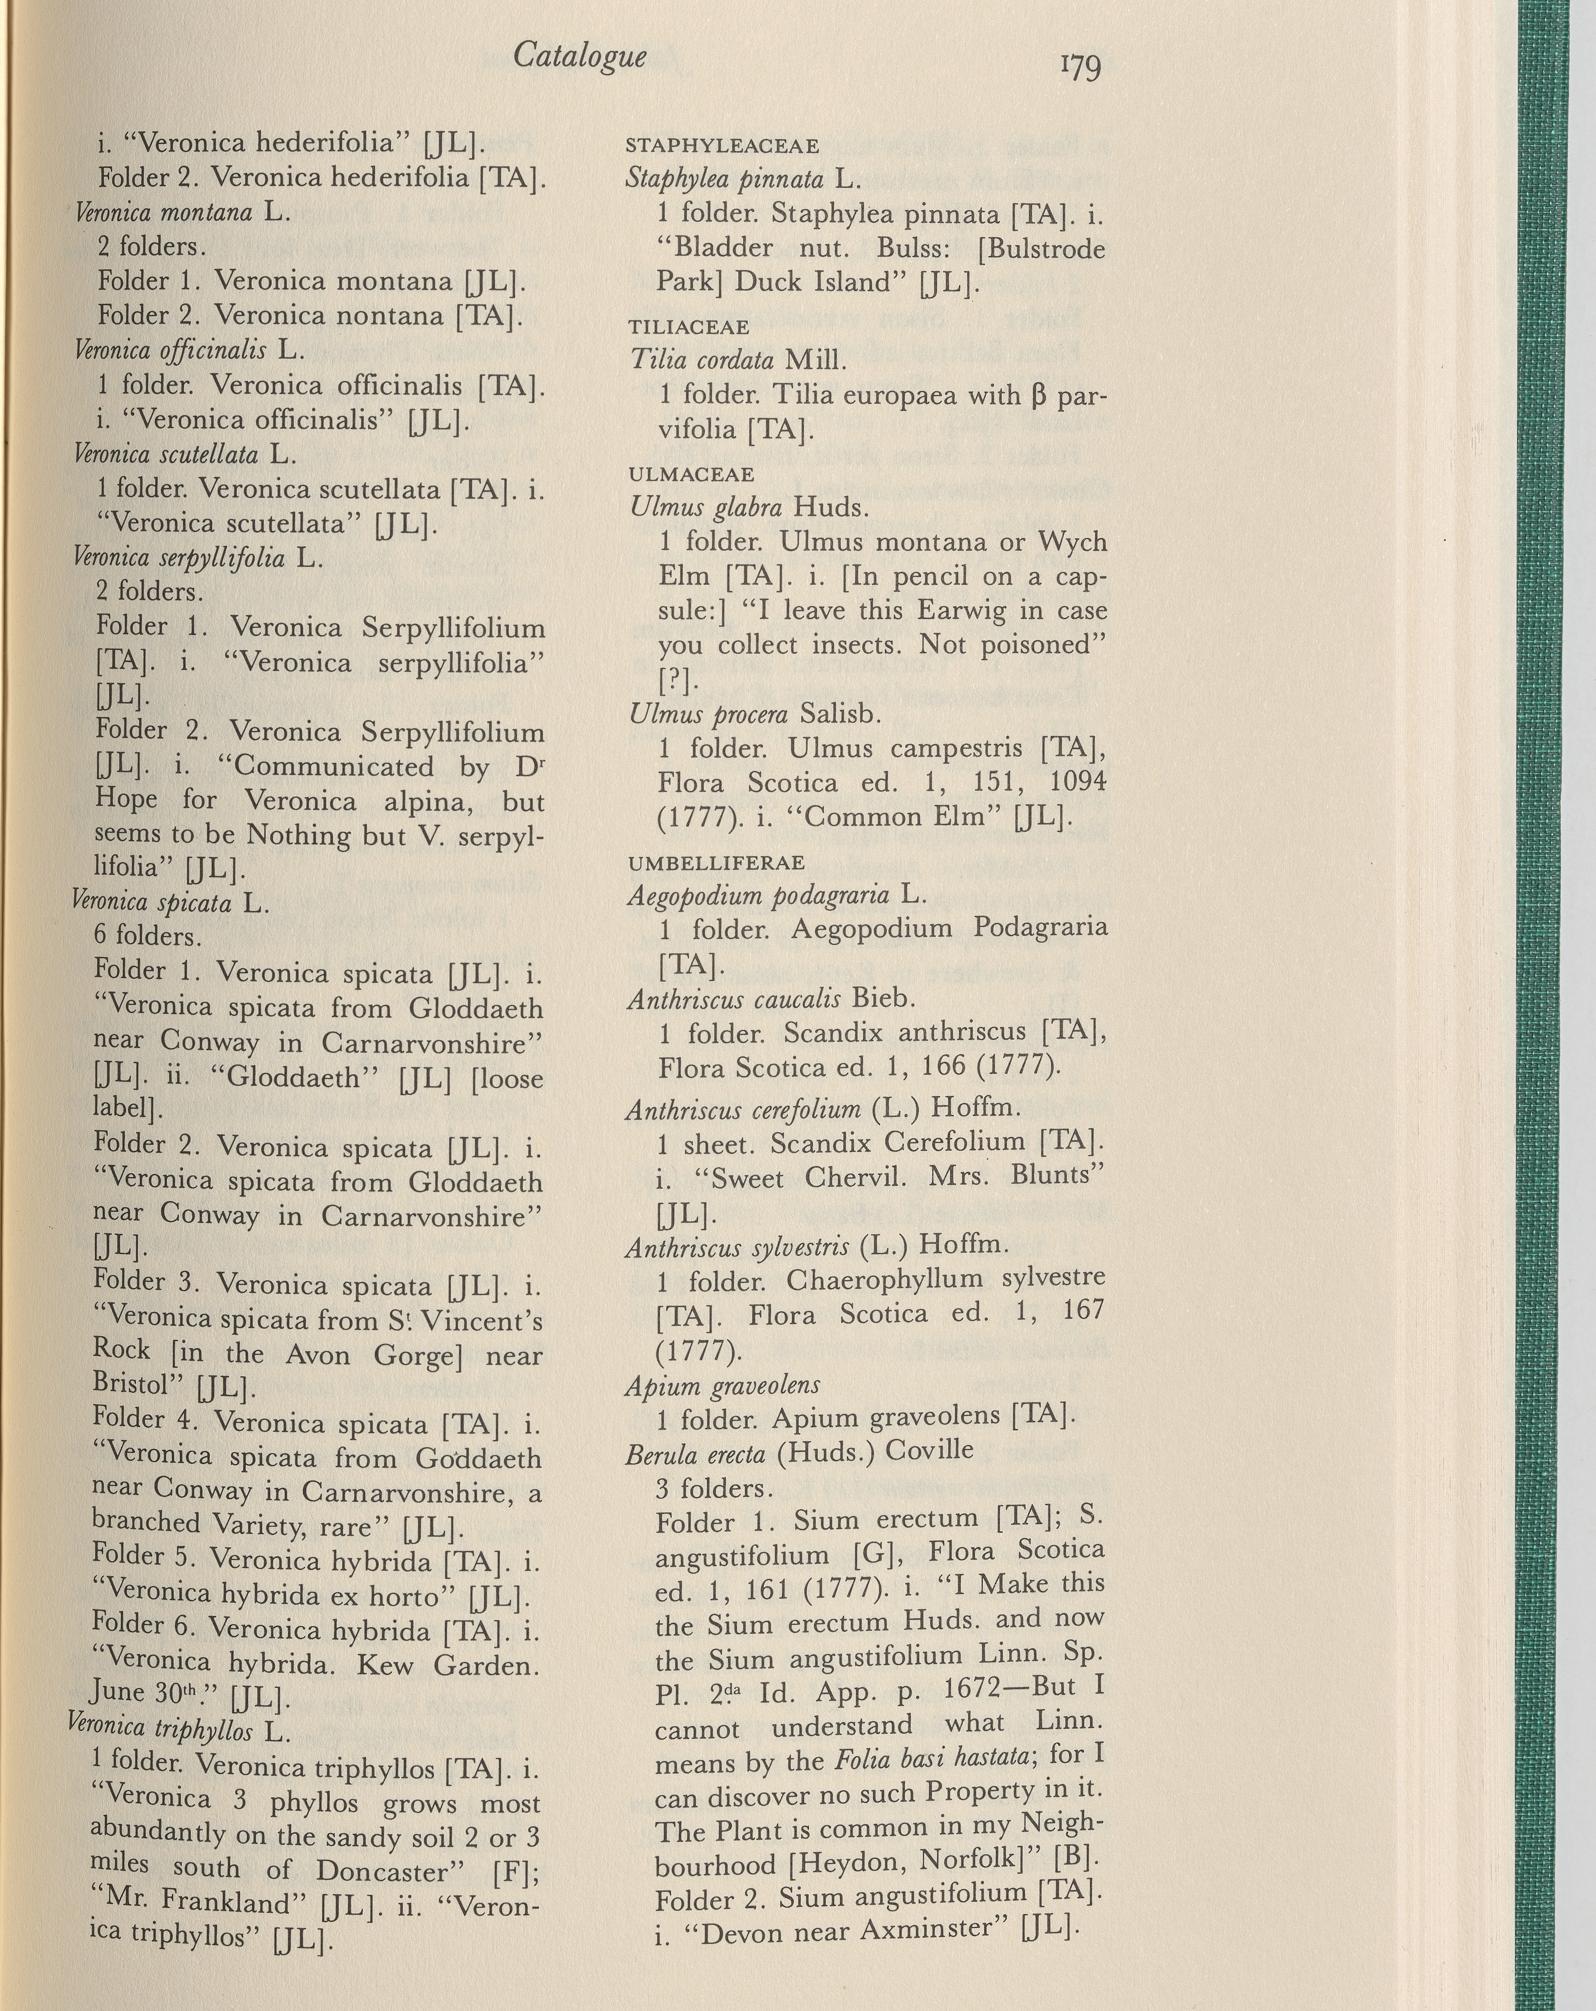 Catalogue
179
i. “Veronica hederifolia” [JL].
Folder 2. Veronica hederifolia [TA].
Veronica montana L.
2 folders.
Folder 1. Veronica montana [JL].
Folder 2. Veronica nontana [TA].
Veronica officinalis L.
1 folder. Veronica officinalis [TA].
i. “Veronica officinalis” [JL].
Veronica scutellata L.
1 folder. Veronica scutellata [TA]. i.
“Veronica scutellata” [JL].
Veronica serpyllifolia L.
2 folders.
Folder 1. Veronica Serpyllifolium
[TA]. i. “Veronica serpyllifolia”
[JL].
Folder 2. Veronica Serpyllifolium
[JL]. i. “Communicated by Dr
Hope for Veronica alpina, but
seems to be Nothing but V. serpyl-
lifolia” [JL].
Veronica spicata L.
6 folders.
Folder 1. Veronica spicata [JL]. i.
“Veronica spicata from Gloddaeth
near Conway in Carnarvonshire”
[JL]. ii. “Gloddaeth” [JL] [loose
label].
Folder 2. Veronica spicata [JL]. i.
“Veronica spicata from Gloddaeth
near Conway in Carnarvonshire”
[JL].
Folder 3. Veronica spicata [JL]. i.
“Veronica spicata from St. Vincent’s
Rock [in the Avon Gorge] near
Bristol” [JL].
Folder 4. Veronica spicata [TA]. i.
“Veronica spicata from Goddaeth
near Conway in Carnarvonshire, a
branched Variety, rare” [JL].
Folder 5. Veronica hybrida [TA]. i.
“Veronica hybrida ex horto” [JL].
Folder 6. Veronica hybrida [TA]. i.
“Veronica hybrida. Kew Garden.
June 30th.” [JL].
Veronica triphyllos L.
1 folder. Veronica triphyllos [TA]. i.
“Veronica 3 phyllos grows most
abundantly on the sandy soil 2 or 3
miles south of Doncaster” [F];
“Mr. Frankland” [JL]. ii. “Veron-
ica triphyllos” [JL].
STAPHYLEACEAE
Staphylea pinnata L.
1 folder. Staphylea pinnata [TA]. i.
“Bladder nut. Bulss: [Bulstrode
Park] Duck Island” [JL].
TILIACEAE
Tilia cordata Mill.
1 folder. Tilia europaea with β par-
vifolia [TA].
ULMACEAE
Ulmus glabra Huds.
1 folder. Ulmus montana or Wych
Elm [TA]. i. [In pencil on a cap-
sule:] “I leave this Earwig in case
you collect insects. Not poisoned”
[?].
Ulmus procera Salisb.
1 folder. Ulmus campestris [TA],
Flora Scotica ed. 1, 151, 1094
(1777). i. “Common Elm” [JL].
UMBELLIFERAE
Aegopodium podagraria L.
1 folder. Aegopodium Podagraria
[TA].
Anthriscus caucalis Bieb.
1 folder. Scandix anthriscus [TA],
Flora Scotica ed. 1, 166 (1777).
Anthriscus cerefolium (L.) Hoffm.
1 sheet. Scandix Cerefolium [TA].
i. “Sweet Chervil. Mrs. Blunts”
[JL].
Anthriscus sylvestris (L.) Hoffm.
1 folder. Chaerophyllum sylvestre
[TA]. Flora Scotica ed. 1, 167
(1777).
Apium graveolens
1 folder. Apium graveolens [TA].
Berula erecta (Huds.) Coville
3 folders.
Folder 1. Sium erectum [TA]; S.
angustifolium [G], Flora Scotica
ed. 1, 161 (1777). i. “I Make this
the Sium erectum Huds. and now
the Sium angustifolium Linn. Sp.
Pl. 2da. Id. App. p. 1672—But I
cannot understand what Linn.
means by the Folia basi hastata; for I
can discover no such Property in it.
The Plant is common in my Neigh-
bourhood [Heydon, Norfolk]” [B].
Folder 2. Sium angustifolium [TA].
i. “Devon near Axminster” [JL].